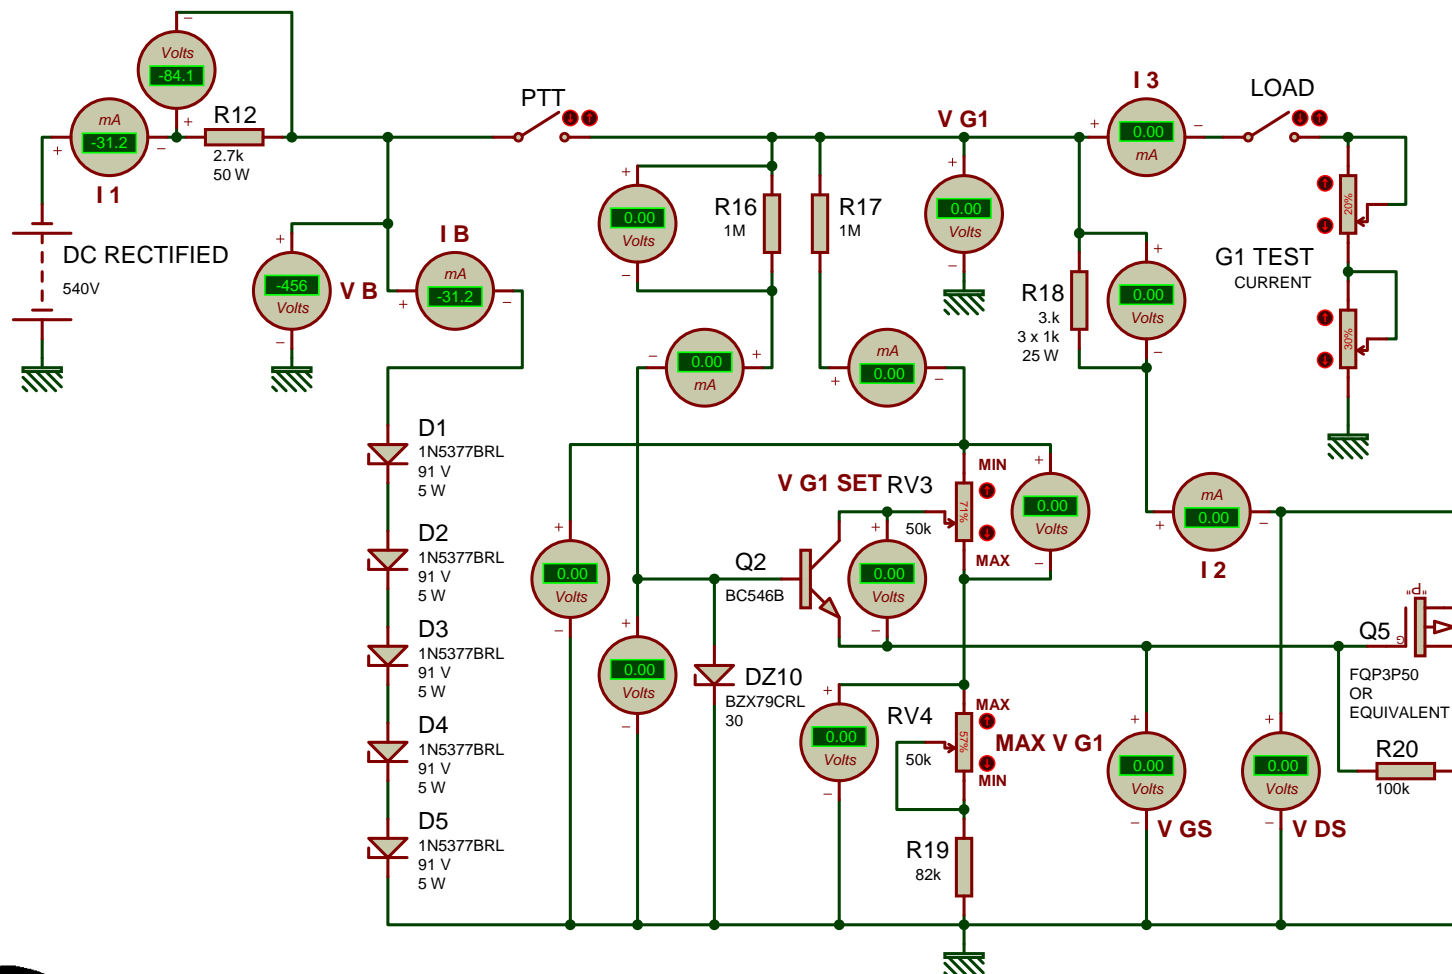 Volts
-84.1
mA
-31.2
I 1
R12
2.7k
50 W
DC RECTIFIED
540V
-456
Volts
V B
I B
mA
-31.2
PTT
0.00
Volts
R16
1M
R17
1M
V G1
0.00
Volts
I 3
0.00
mA
LOAD
20%
G1 TEST
CURRENT
30%
R18
3.k
3 x 1k
25 W
0.00
Volts
0.00
mA
mA
0.00
D1
1N5377BRL
91 V
5 W
D2
1N5377BRL
91 V
5 W
D3
1N5377BRL
91 V
5 W
D4
1N5377BRL
91 V
5 W
D5
1N5377BRL
91 V
5 W
V G1 SET
RV3
50k
MIN
71%
MAX
0.00
Volts
mA
0.00
I 2
0.00
Volts
Q2
BC546B
0.00
Volts
0.00
Volts
DZ10
BZX79CRL
30
0.00
Volts
RV4
50k
MAX
57%
MIN
MAX V G1
R19
82k
0.00
Volts
V GS
0.00
Volts
V DS
Q5
"P"
G
FQP3P50
OR
EQUIVALENT
R20
100k